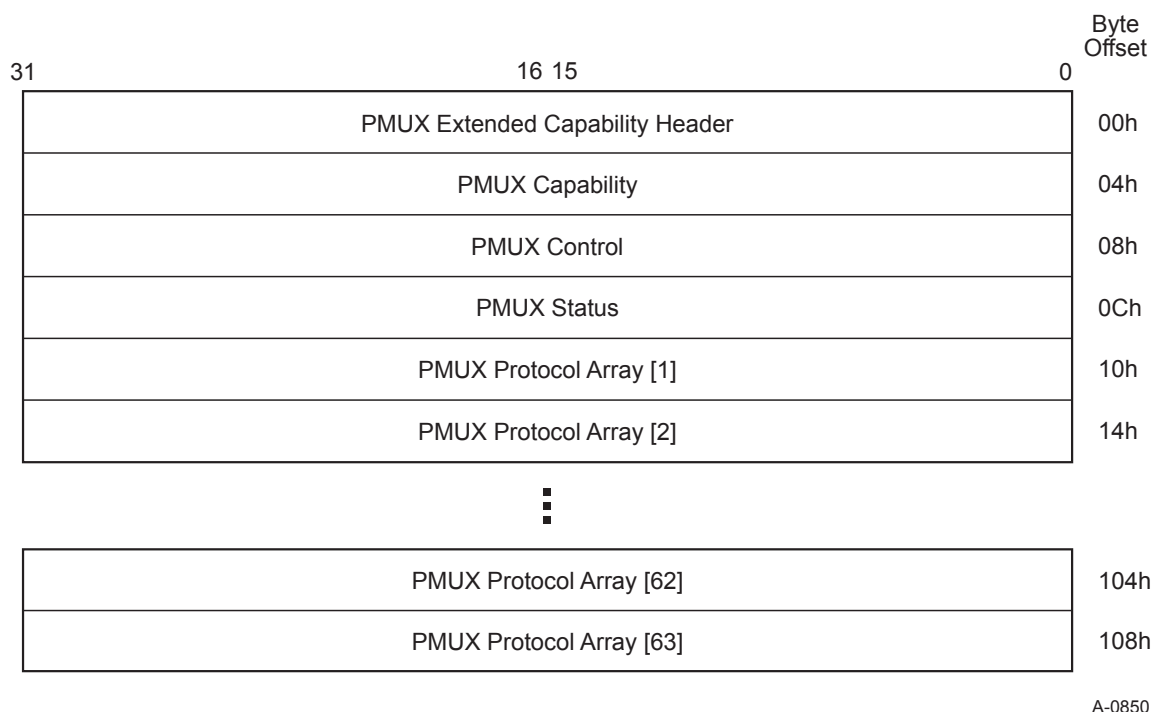 Byte
Offset
31 16 15 0
PMUX Extended Capability Header 00h
PMUX Capability 04h
PMUX Control 08h
PMUX Status 0Ch
PMUX Protocol Array [1] 10h
PMUX Protocol Array [2] 14h
PMUX Protocol Array [62] 104h
PMUX Protocol Array [63] 108h
A-0850